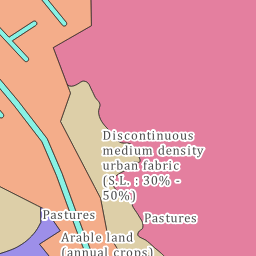 Discontinuous
medium density
urban fabric
(S.L. : 30% -
50%)
Pastures
Pastures
Arable land
(annual crops)